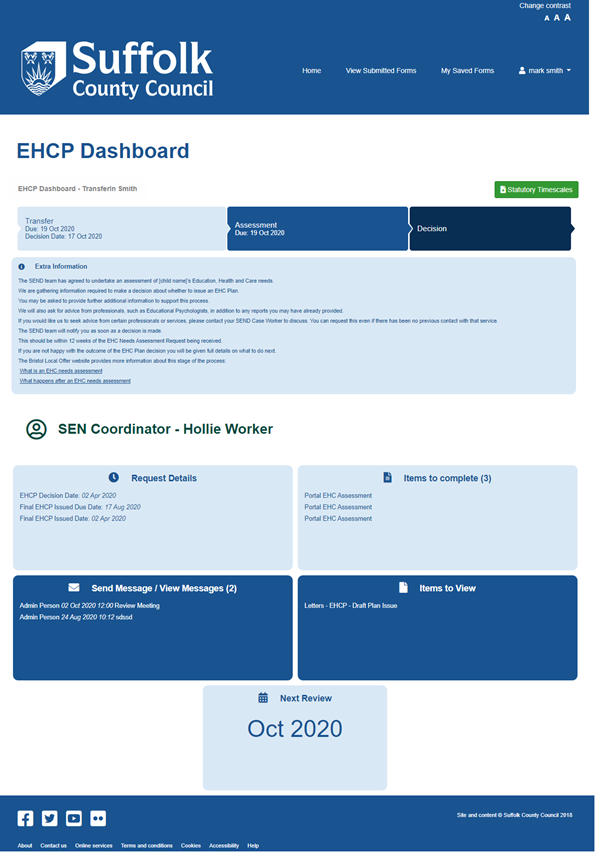 Change contrast
A A A
Suffolk
County Council
Home View Submitted Forms My Saved Forms mark smith
EHCP Dashboard
EHCP Dashboard - Transferin Smith
Statutory Timescales
Transfer
Due: 19 Oct 2020
Decision Date: 17 Oct 2020
Assessment
Due: 19 Oct 2020
Decision
Extra Information
The SEND team has agreed to undertake an assessment of [child name]'s Education, Health and Care needs.
We are gathering information required to make a decision about whether to issue an EHC Plan.
You may be asked to provide further additional information to support this process.
We will also ask for advice from professionals, such as Educational Psychologists, in addition to any reports you may have already provided.
If you would like us to seek advice from certain professionals or services, please contact your SEND Case Worker to discuss. You can request this even if there has been no previous contact with that service
The SEND team will notify you as soon as a decision is made.
This should be within 12 weeks of the EHC Needs Assessment Request being received.
If you are not happy with the outcome of the EHC Plan decision you will be given full details on what to do next.
The Bristol Local Offer website provides more information about this stage of the process:
What is an EHC needs assessment
What happens after an EHC needs assessment
SEN Coordinator - Hollie Worker
Request Details
EHCP Decision Date: 02 Apr 2020
Final EHCP Issued Due Date: 17 Aug 2020
Final EHCP Issued Date: 02 Apr 2020
Items to complete (3)
Portal EHC Assessment
Portal EHC Assessment
Portal EHC Assessment
Send Message / View Messages (2)
Admin Person 02 Oct 2020 12:00 Review Meeting
Admin Person 24 Aug 2020 10:12 sdssd
Items to View
Letters - EHCP - Draft Plan Issue
Next Review
Oct 2020
Site and content © Suffolk County Council 2018
About Contact us Online services Terms and conditions Cookies Accessibility Help